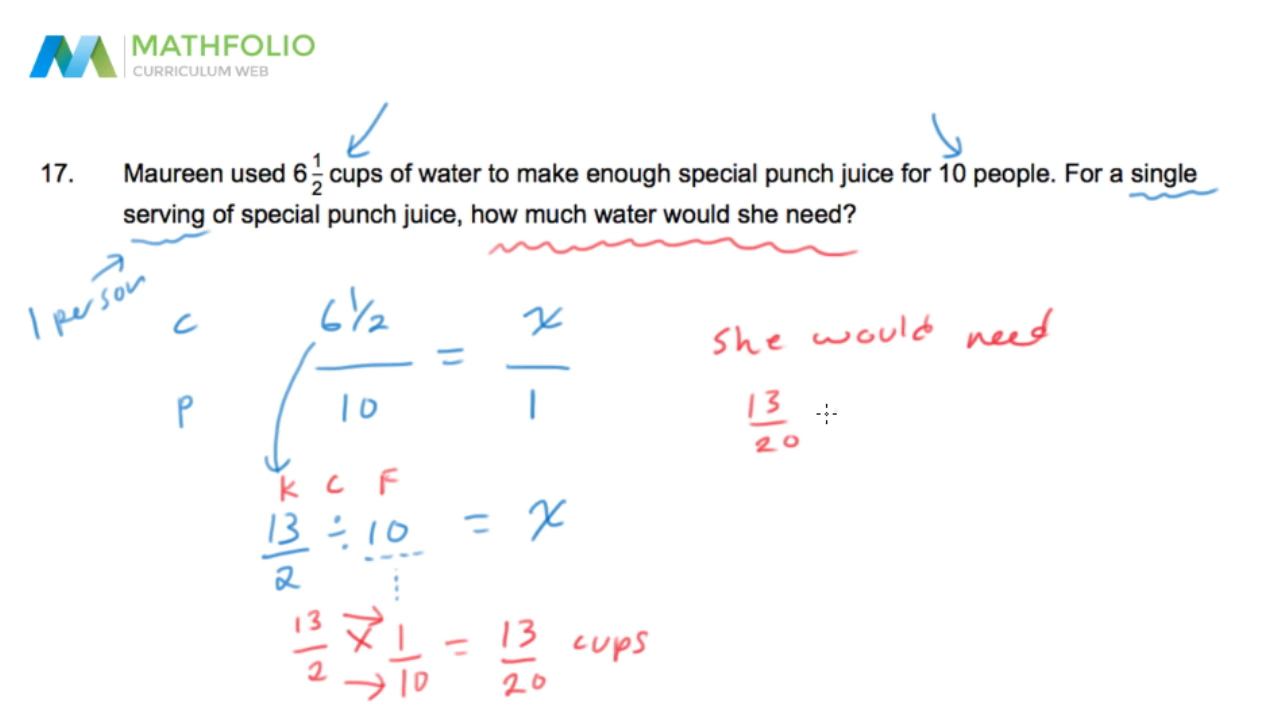 MATHFOLIO
CURRICULUM WEB
17. Maureen used 6 1/2 cups of water to make enough special punch juice for 10 people. For a single
serving of special punch juice, how much water would she need?
1 person
C 6 1/2 / 10 = x / 1
P
She would need
13/20
K C F
13/2 ÷ 10 = x
13/2 × 1/10 = 13/20 cups